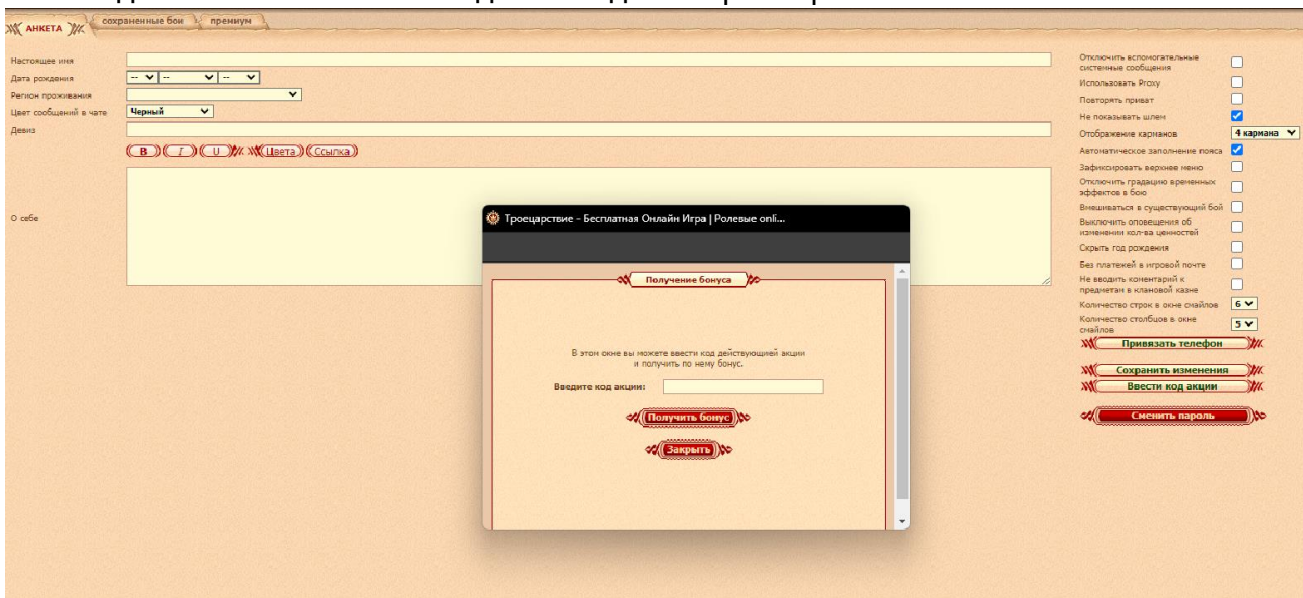 АНКЕТА
сохраненные бои
премиум
Настоящее имя
Дата рождения
-- -- --
Регион проживания
Цвет сообщений в чате
Черный
Девиз
B I U Цвета Ссылка
О себе
Троецарствие – Бесплатная Онлайн Игра | Ролевые onli...
Получение бонуса
В этом окне вы можете ввести код действующей акции
и получить по нему бонус.
Введите код акции:
Получить бонус
Закрыть
Отключить вспомогательные
системные сообщения
Использовать Proxy
Повторять приват
Не показывать шлем
Отображение карманов
4 кармана
Автоматическое заполнение пояса
Зафиксировать верхнее меню
Отключить градацию временных
эффектов в бою
Вмешиваться в существующий бой
Выключить оповещения об
изменении кол-ва ценностей
Скрыть год рождения
Без платежей в игровой почте
Не вводить коментарий к
предметам в клановой казне
Количество строк в окне смайлов
6
Количество столбцов в окне
смайлов
5
Привязать телефон
Сохранить изменения
Ввести код акции
Сменить пароль